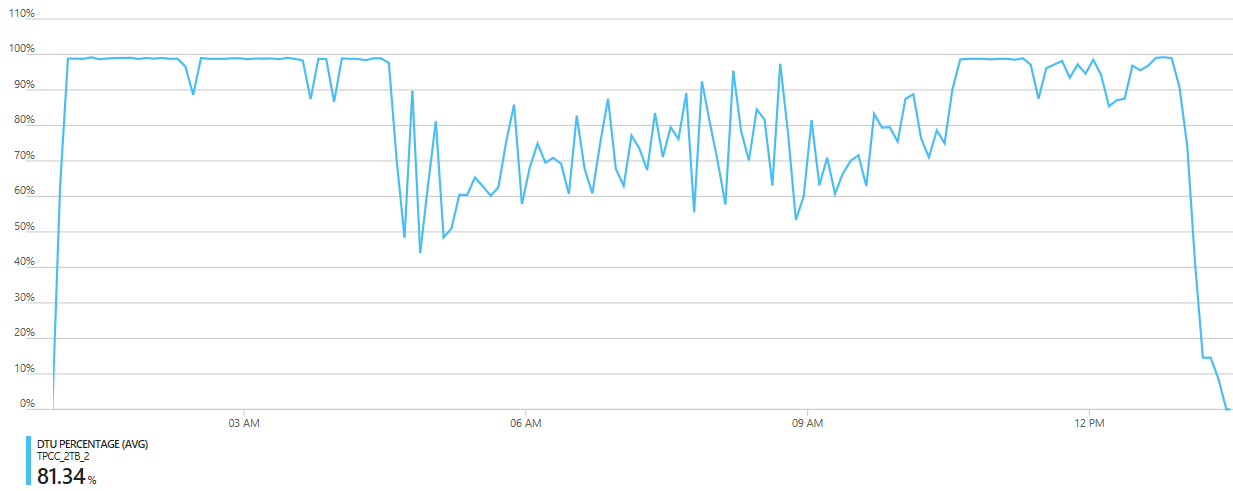 110%
100%
90%
80%
70%
60%
50%
40%
30%
20%
10%
0%
03 AM
06 AM
09 AM
12 PM
DTU PERCENTAGE (AVG)
TPCC_2TB_2
81.34 %